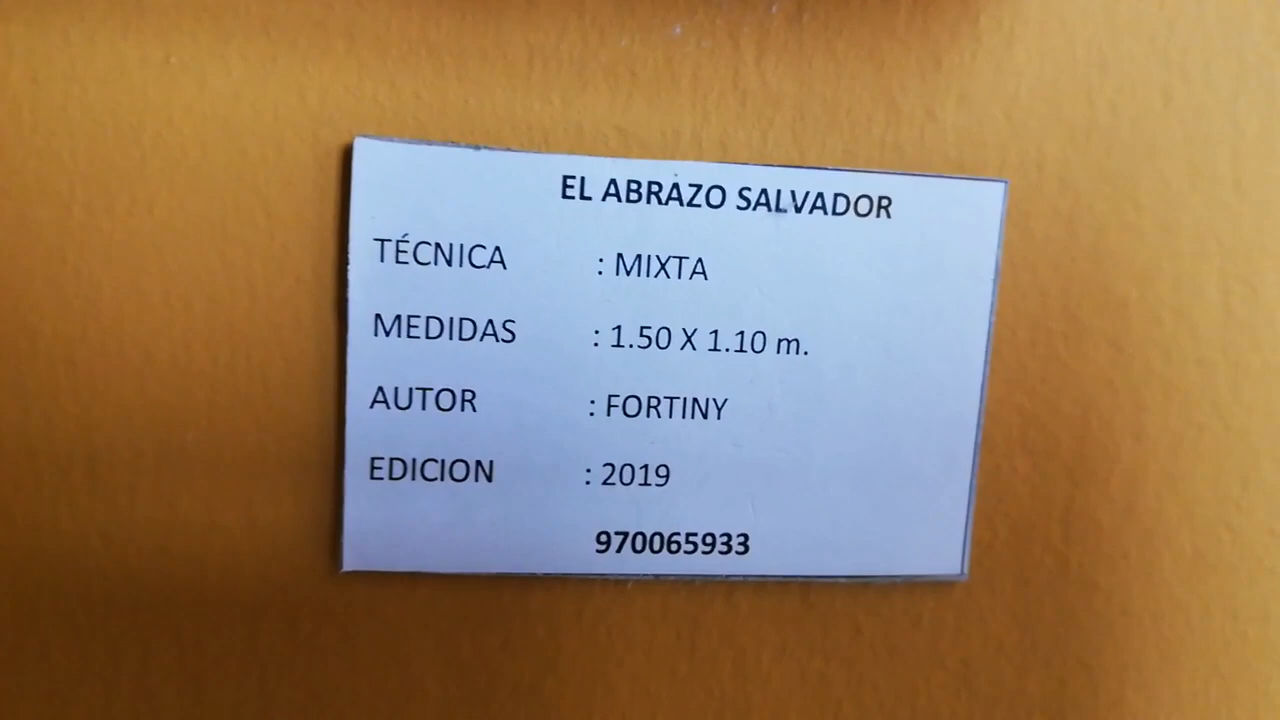 EL ABRAZO SALVADOR
TÉCNICA : MIXTA
MEDIDAS : 1.50 X 1.10 m.
AUTOR : FORTINY
EDICION : 2019
970065933